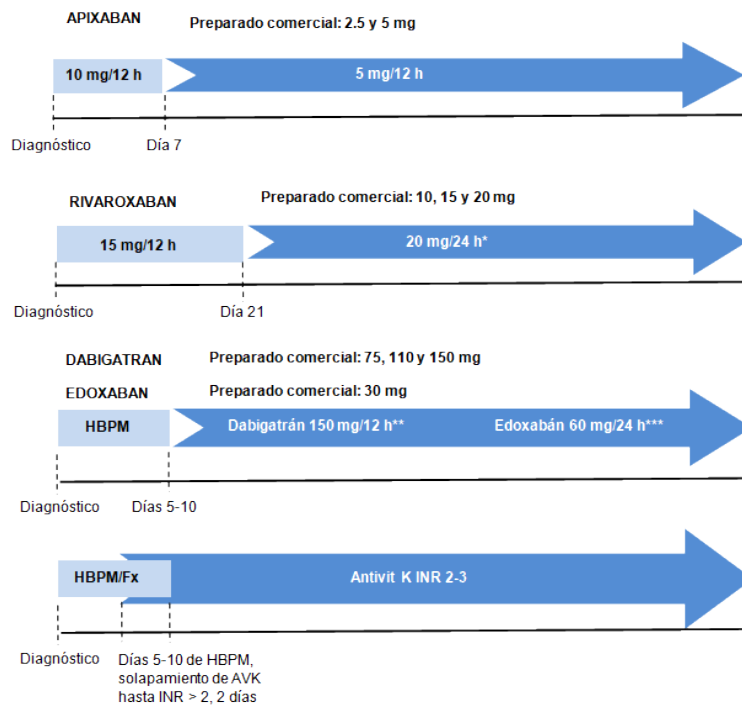 APIXABAN
Preparado comercial: 2.5 y 5 mg
10 mg/12 h
5 mg/12 h
Diagnóstico
Día 7
RIVAROXABAN
Preparado comercial: 10, 15 y 20 mg
15 mg/12 h
20 mg/24 h*
Diagnóstico
Día 21
DABIGATRAN
Preparado comercial: 75, 110 y 150 mg
EDOXABAN
Preparado comercial: 30 mg
HBPM
Dabigatrán 150 mg/12 h**
Edoxabán 60 mg/24 h***
Diagnóstico
Días 5-10
HBPM/Fx
Antivit K INR 2-3
Diagnóstico
Días 5-10 de HBPM,
solapamiento de AVK
hasta INR > 2, 2 días